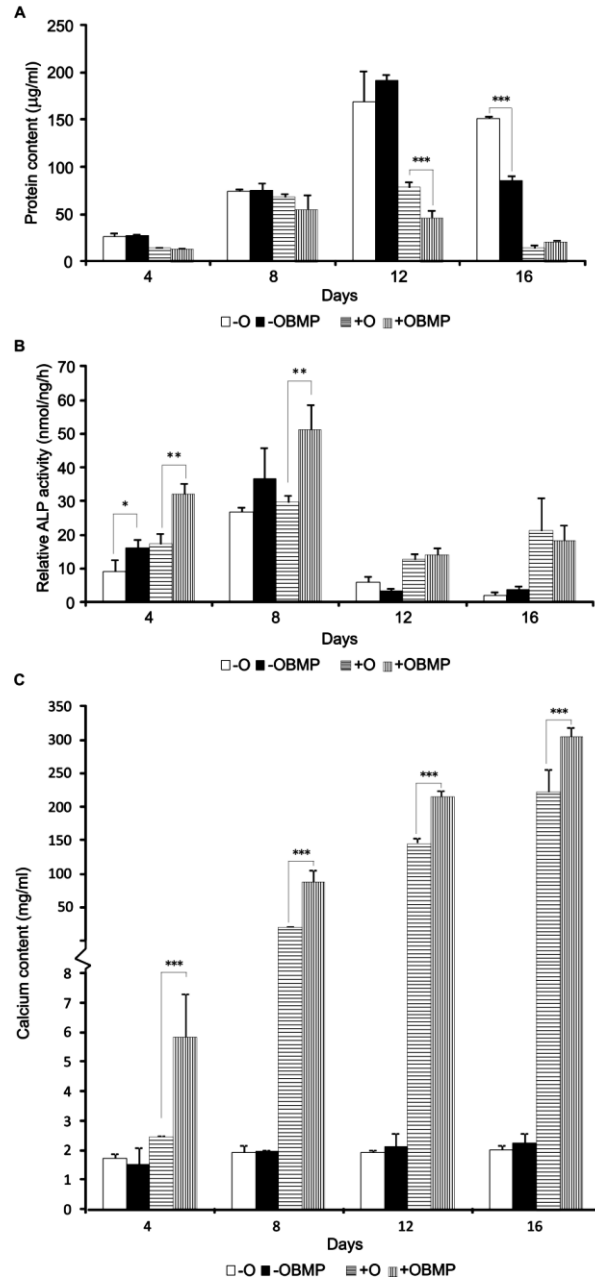 A
Protein content (µg/ml)
250
200
150
100
50
0
***
***
4 8 12 16
Days
-O -OBMP +O +OBMP
B
Relative ALP activity (nmol/ng/h)
70
60
50
40
30
20
10
0
*
**
**
4 8 12 16
Days
-O -OBMP +O +OBMP
C
Calcium content (mg/ml)
350
300
250
200
150
100
50
8
7
6
5
4
3
2
1
0
***
***
***
***
4 8 12 16
Days
-O -OBMP +O +OBMP